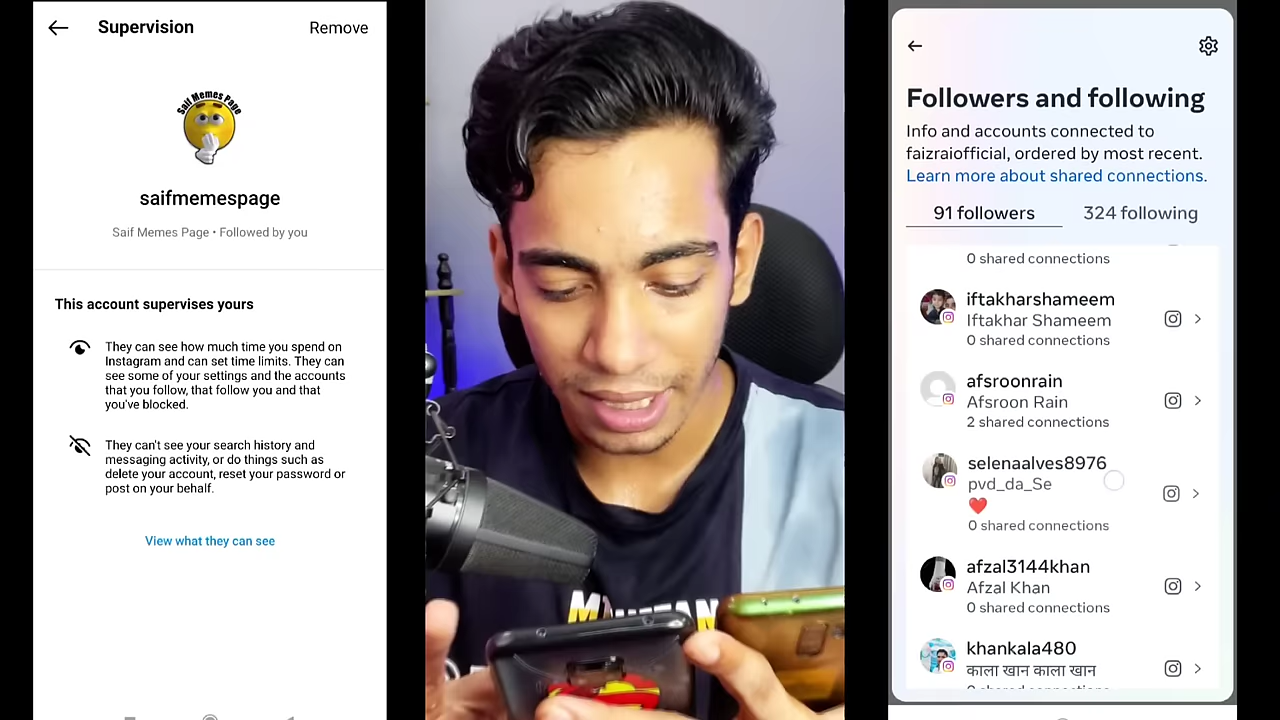 Supervision
Remove
Saif Memes Page
saifmemespage
Saif Memes Page • Followed by you
This account supervises yours
They can see how much time you spend on
Instagram and can set time limits. They can
see some of your settings and the accounts
that you follow, that follow you and that
you've blocked.
They can't see your search history and
messaging activity, or do things such as
delete your account, reset your password or
post on your behalf.
View what they can see
Followers and following
Info and accounts connected to
faizraiofficial, ordered by most recent.
Learn more about shared connections.
91 followers
324 following
0 shared connections
iftakharshameem
Iftakhar Shameem
0 shared connections
afsroonrain
Afsroon Rain
2 shared connections
selenaalves8976
pvd_da_Se
0 shared connections
afzal3144khan
Afzal Khan
0 shared connections
khankala480
काला खान काला खान
0 shared connections